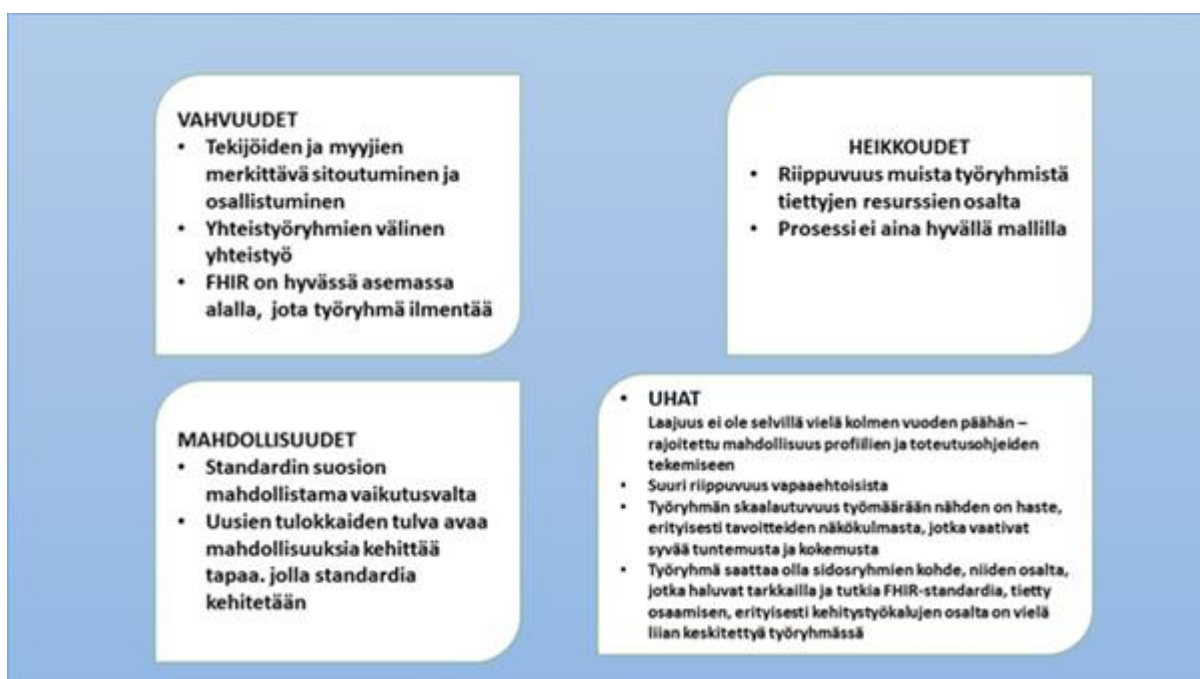 VAHVUUDET
• Tekijöiden ja myyjien
merkittävä sitoutuminen ja
osallistuminen
• Yhteistyöryhmien välinen
yhteistyö
• FHIR on hyvässä asemassa
alalla, jota työryhmä ilmentää
HEIKKOUDET
• Riippuvuus muista työryhmistä
tiettyjen resurssien osalta
• Prosessi ei aina hyvällä mallilla
MAHDOLLISUUDET
• Standardin suosion
mahdollistama vaikutusvalta
• Uusien tulokkaiden tulva avaa
mahdollisuuksia kehittää
tapaa. jolla standardia
kehitetään
• UHAT
Laajuus ei ole selvillä vielä kolmen vuoden päähän –
rajoitettu mahdollisuus profiilien ja toteutusohjeiden
tekemiseen
• Suuri riippuvuus vapaaehtoisista
• Työryhmän skaalautuvuus työmäärään nähden on haste,
erityisesti tavoitteiden näkökulmasta, jotka vaativat
syvää tuntemusta ja kokemusta
• Työryhmä saattaa olla sidosryhmien kohde, niiden osalta,
jotka haluvat tarkkailla ja tutkia FHIR-standardia, tietty
osaamisen, erityisesti kehitystyökalujen osalta on vielä
liian keskitettyä työryhmässä